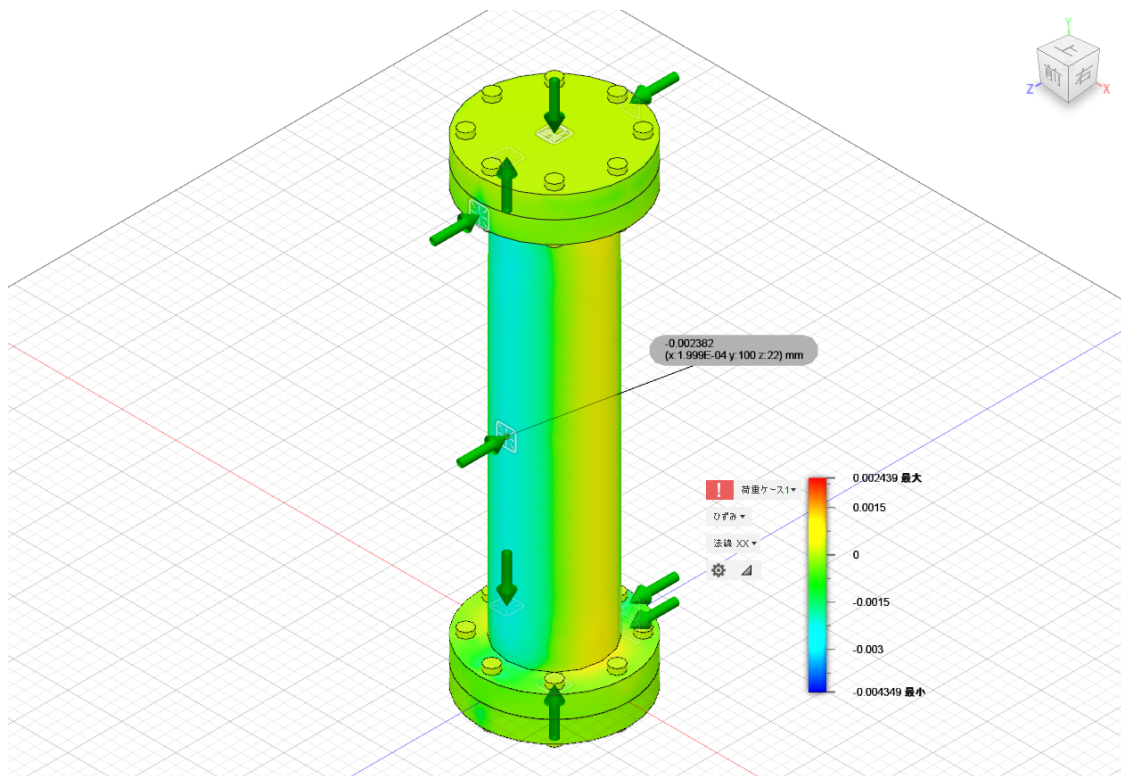 Y
上
前
右
Z
X
-0.002382
(x:1.999E-04 y:100 z:22) mm
! 荷重ケース1▾
ひずみ▾
法線 XX▾
0.002439 最大
0.0015
0
-0.0015
-0.003
-0.004349 最小